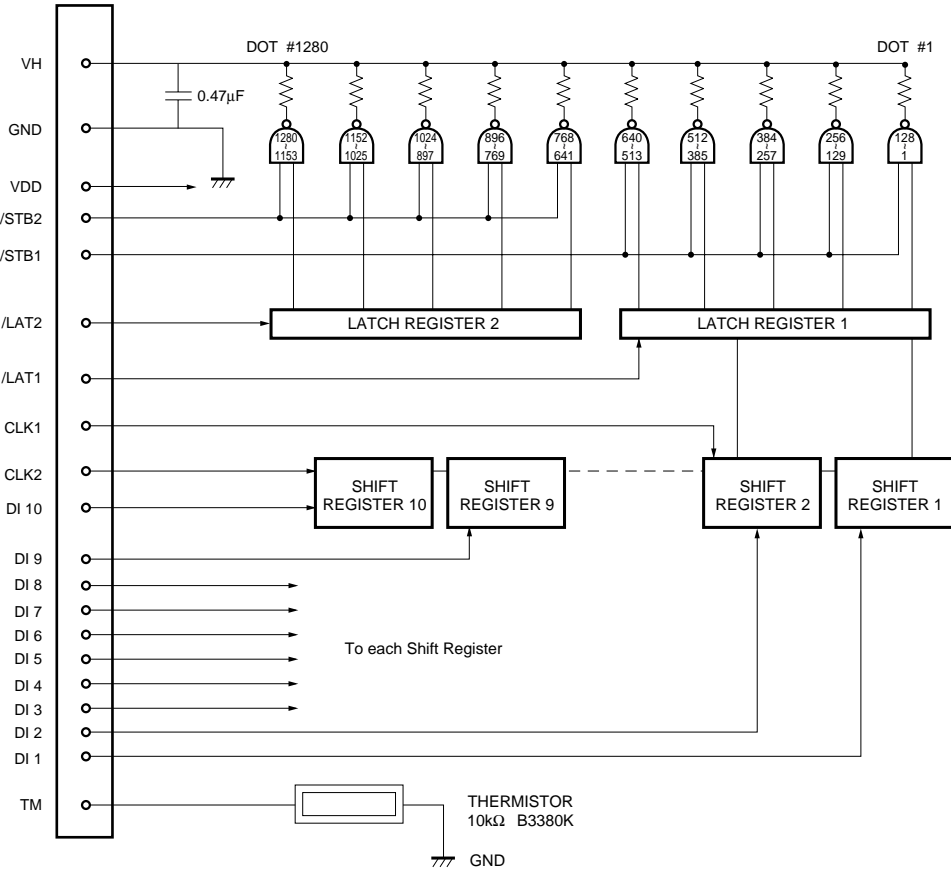 DOT #1280
DOT #1
VH
0.47µF
GND
1280
~
1153
1152
~
1025
1024
~
897
896
~
769
768
~
641
640
~
513
512
~
385
384
~
257
256
~
129
128
~
1
VDD
/STB2
/STB1
/LAT2
LATCH REGISTER 2
LATCH REGISTER 1
/LAT1
CLK1
CLK2
SHIFT
REGISTER 10
SHIFT
REGISTER 9
SHIFT
REGISTER 2
SHIFT
REGISTER 1
DI 10
DI 9
DI 8
DI 7
DI 6
DI 5
DI 4
DI 3
DI 2
DI 1
To each Shift Register
TM
THERMISTOR
10kΩ B3380K
GND